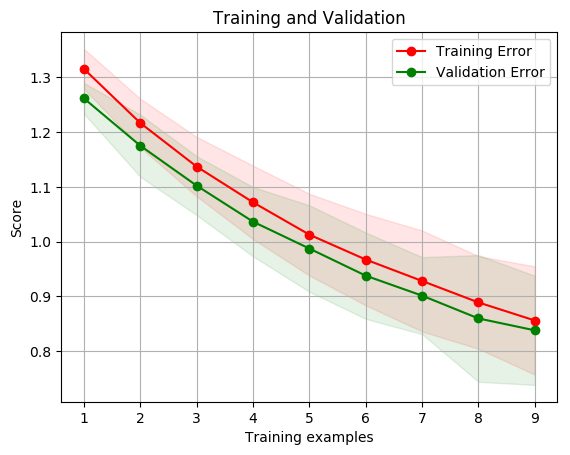 Training and Validation
Training Error
Validation Error
Score
1.3
1.2
1.1
1.0
0.9
0.8
1 2 3 4 5 6 7 8 9
Training examples